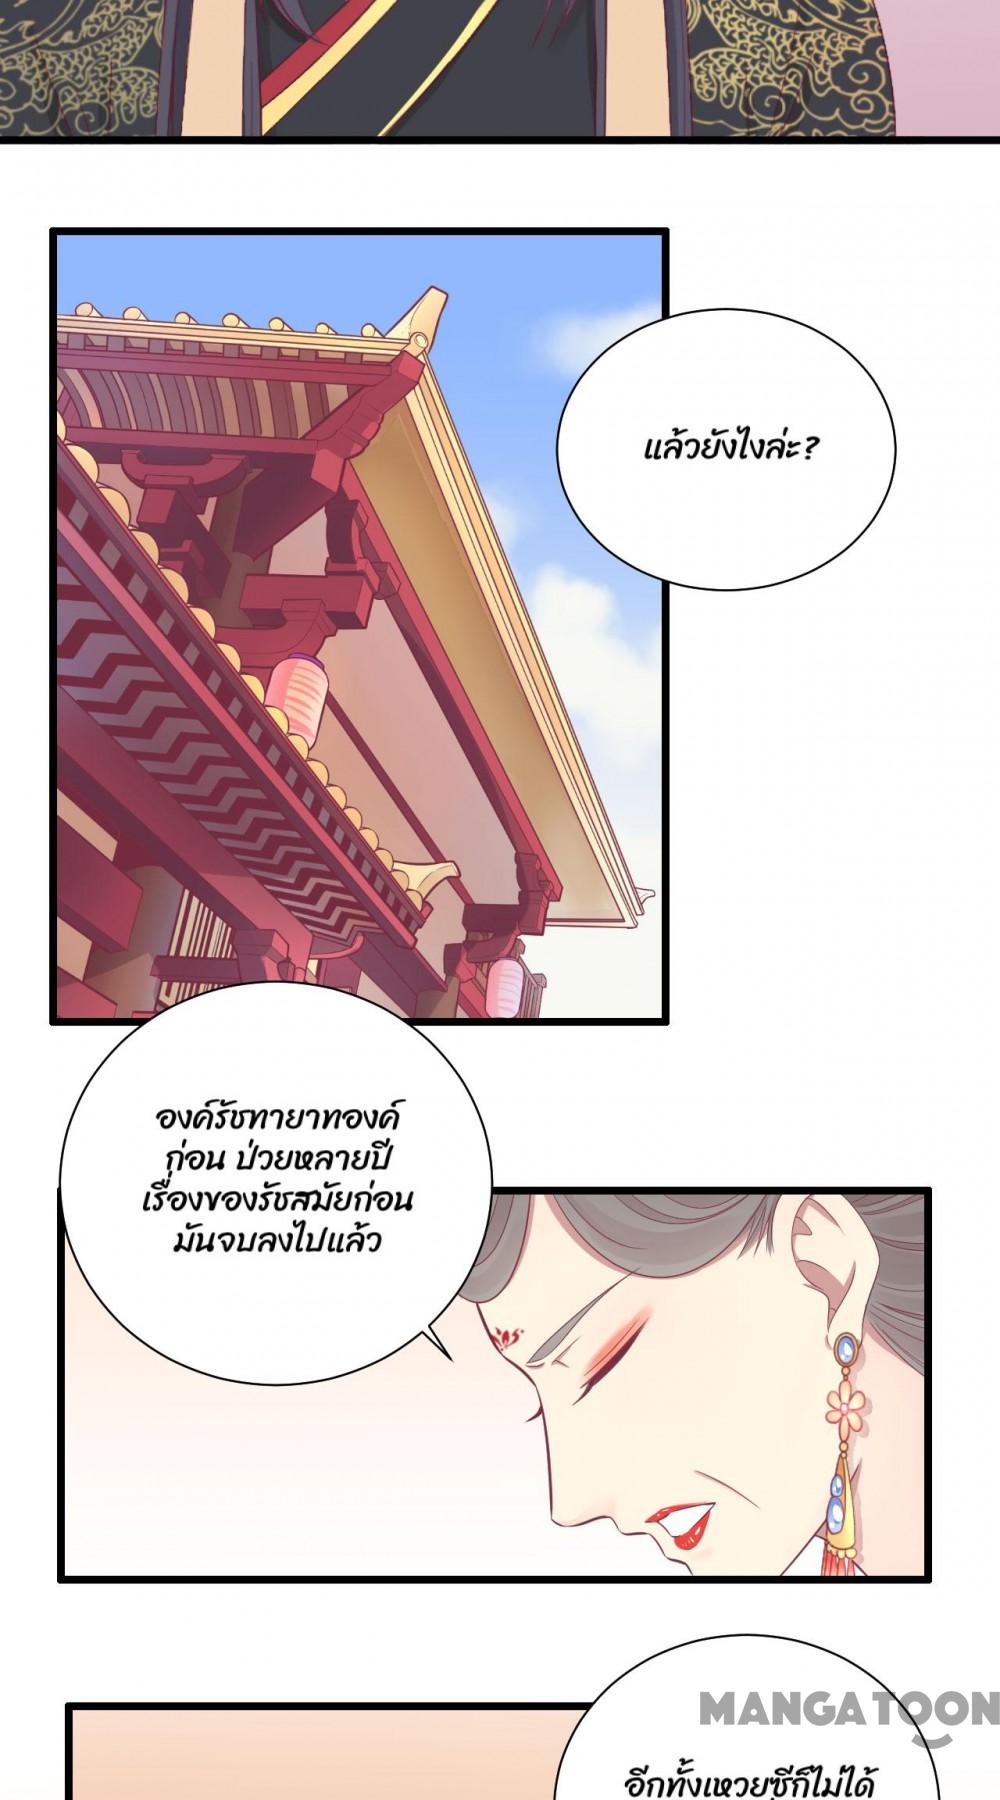 แล้วยังไงล่ะ?
องค์รัชทายาทองค์
ก่อน ป่วยหลายปี
เรื่องของรัชสมัยก่อน
มันจบลงไปแล้ว
MANGATOON
อีกทั้งเหวยซีก็ไม่ได้